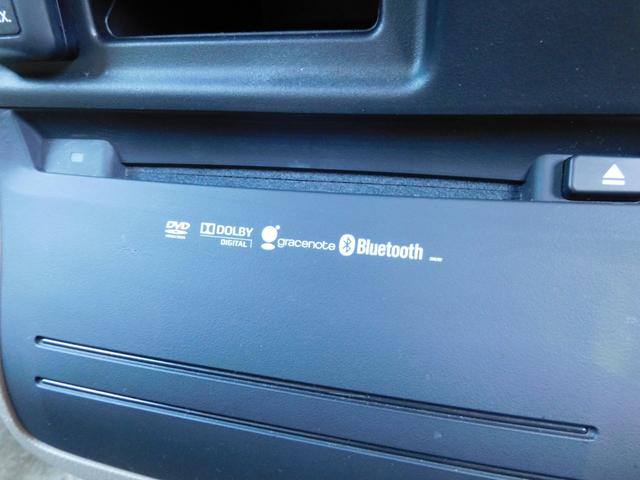 X
DVD DOLBY gracenote Bluetooth
DIGITAL